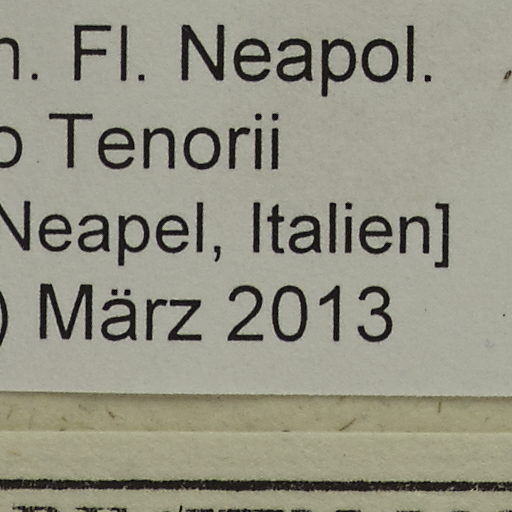 n. Fl. Neapol.
o Tenorii
Neapel, Italien]
) März 2013